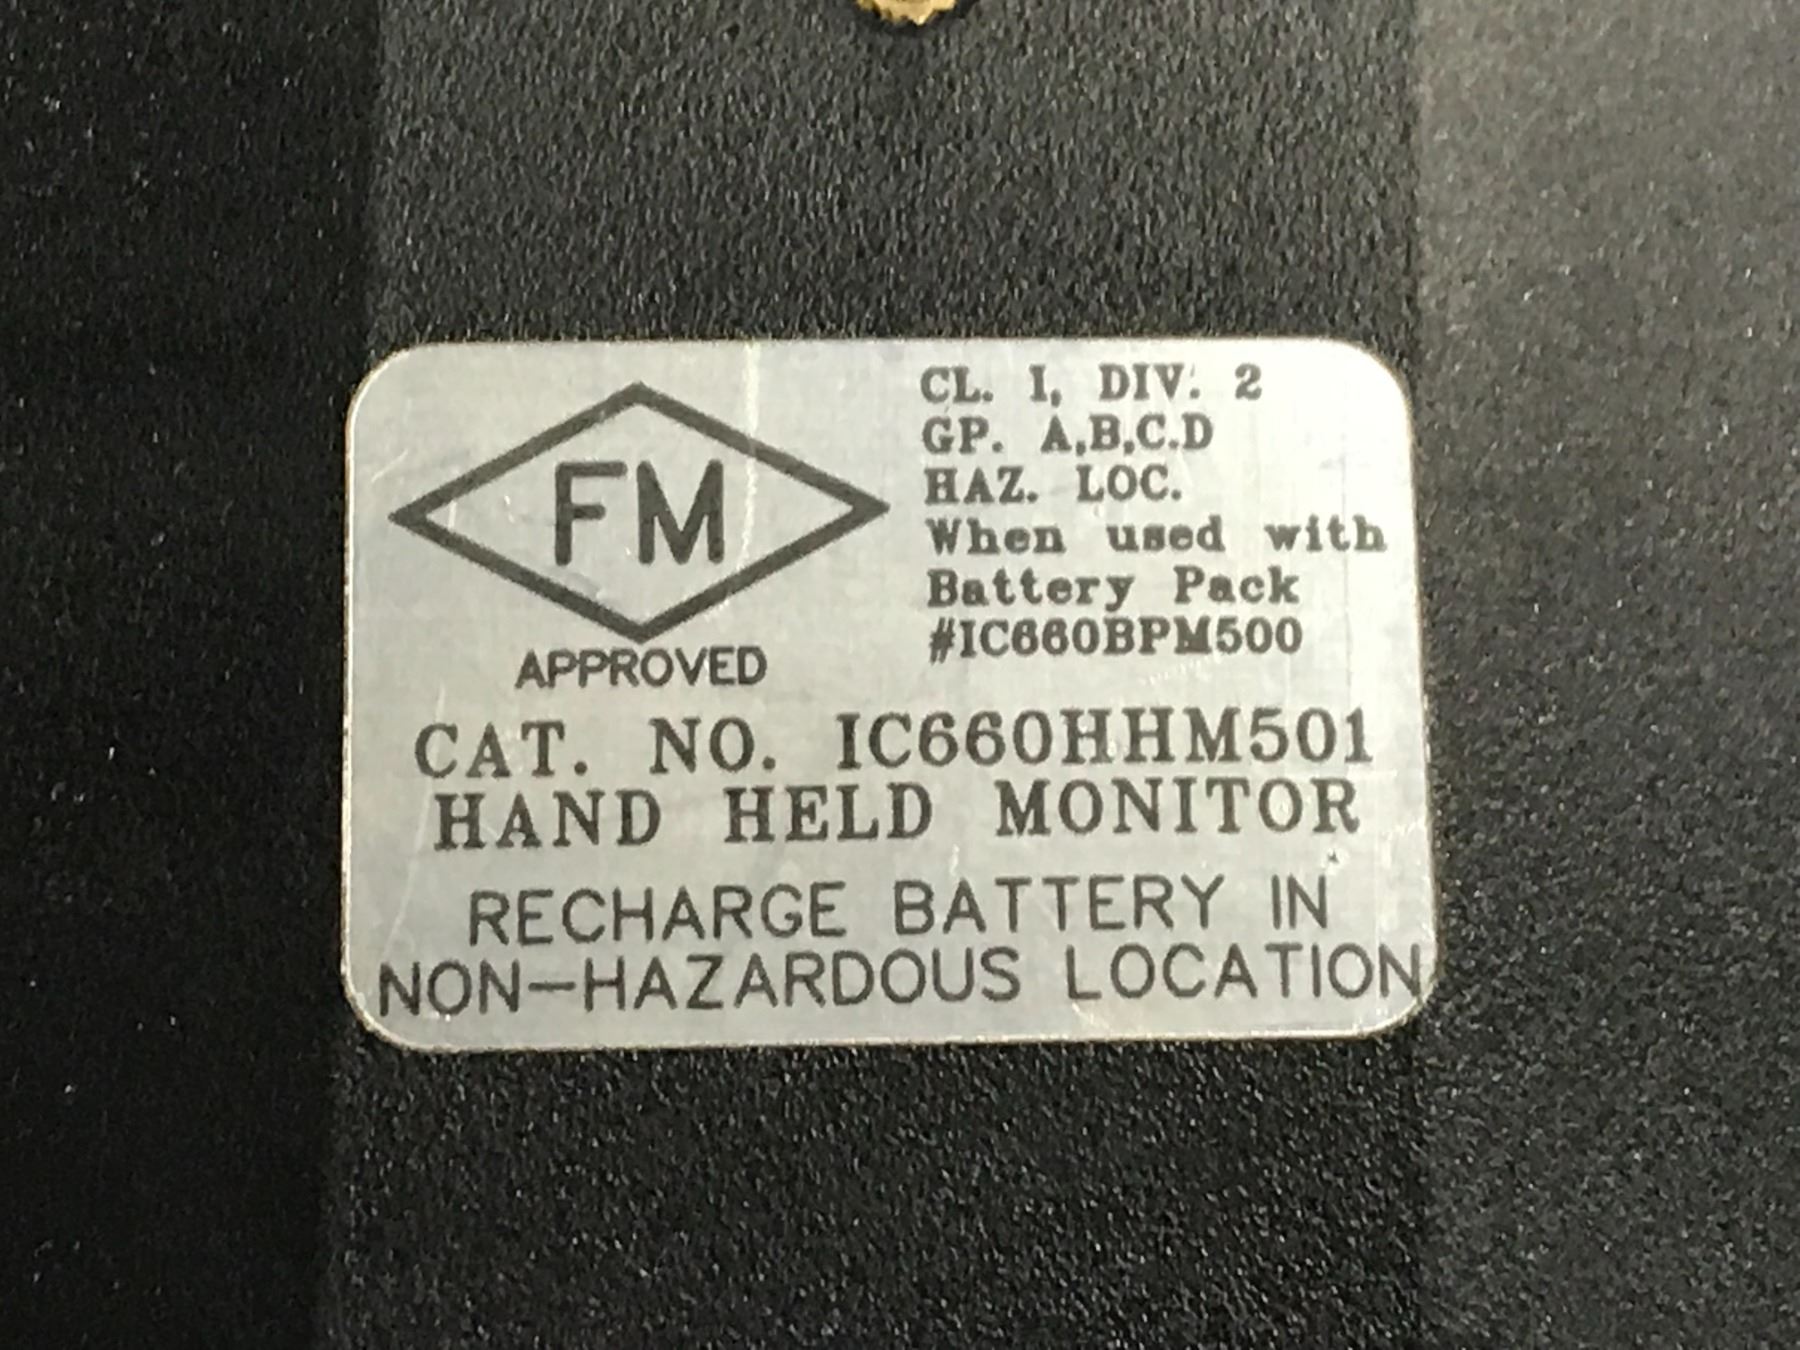 FM
APPROVED
CL. I, DIV. 2
GP. A,B,C.D
HAZ. LOC.
When used with
Battery Pack
#IC660BPM500
CAT. NO. IC660HHM501
HAND HELD MONITOR
RECHARGE BATTERY IN
NON-HAZARDOUS LOCATION